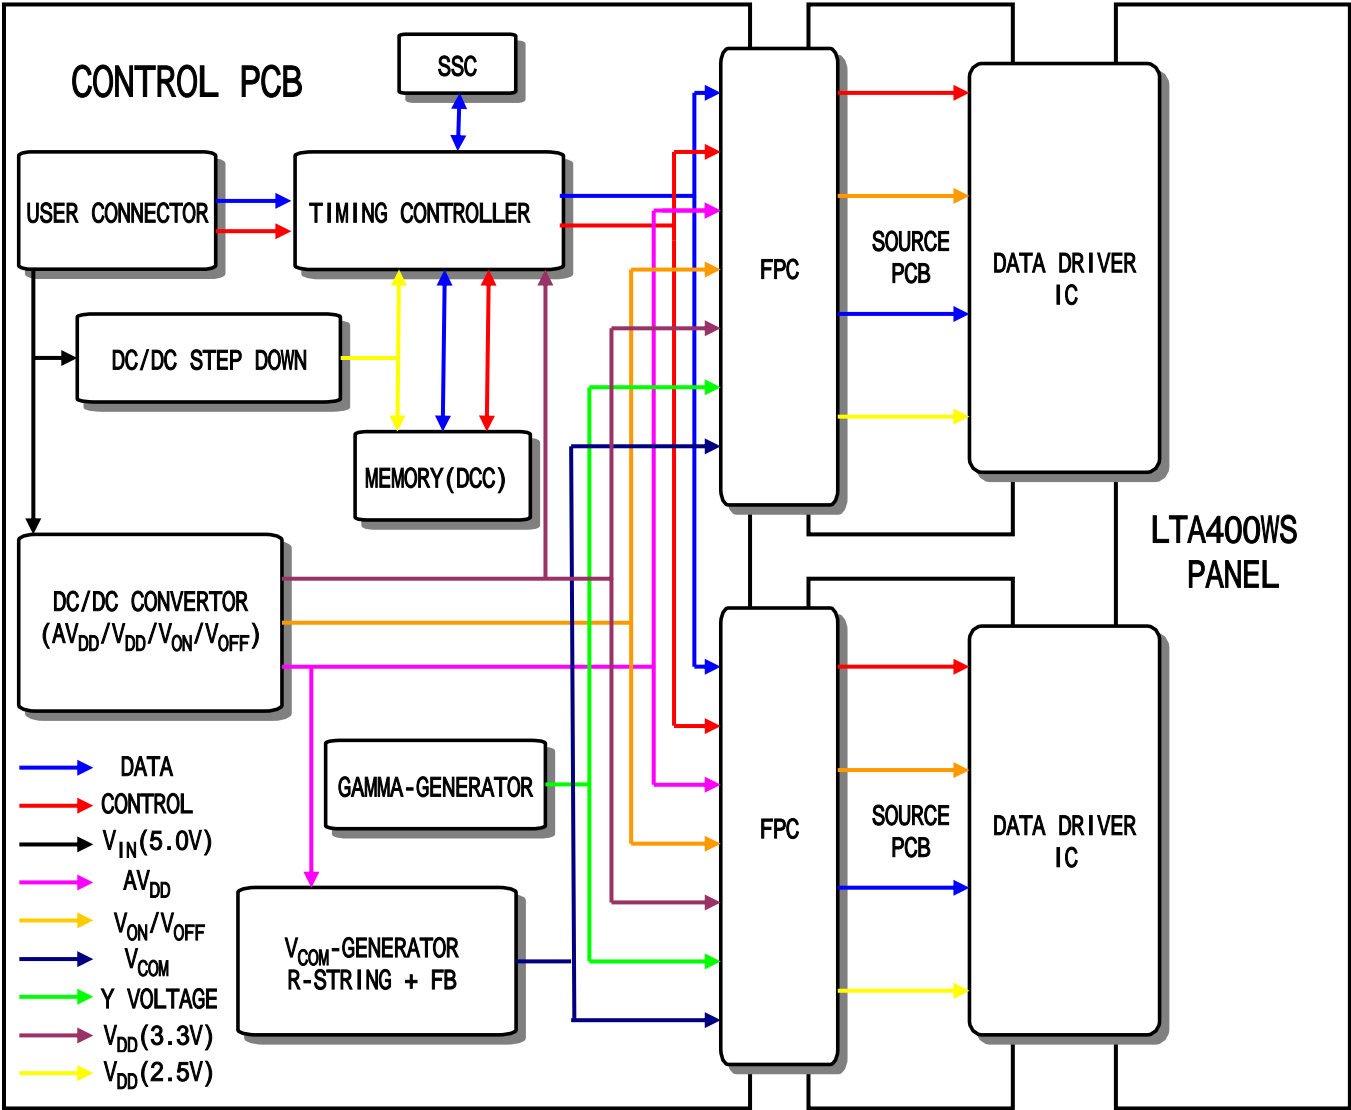 CONTROL PCB
SSC
USER CONNECTOR
TIMING CONTROLLER
DC/DC STEP DOWN
MEMORY(DCC)
DC/DC CONVERTOR
(AVDD/VDD/VON/VOFF)
GAMMA-GENERATOR
VCOM-GENERATOR
R-STRING + FB
DATA
CONTROL
VIN(5.0V)
AVDD
VON/VOFF
VCOM
Y VOLTAGE
VDD(3.3V)
VDD(2.5V)
FPC
SOURCE
PCB
DATA DRIVER
IC
FPC
SOURCE
PCB
DATA DRIVER
IC
LTA400WS
PANEL